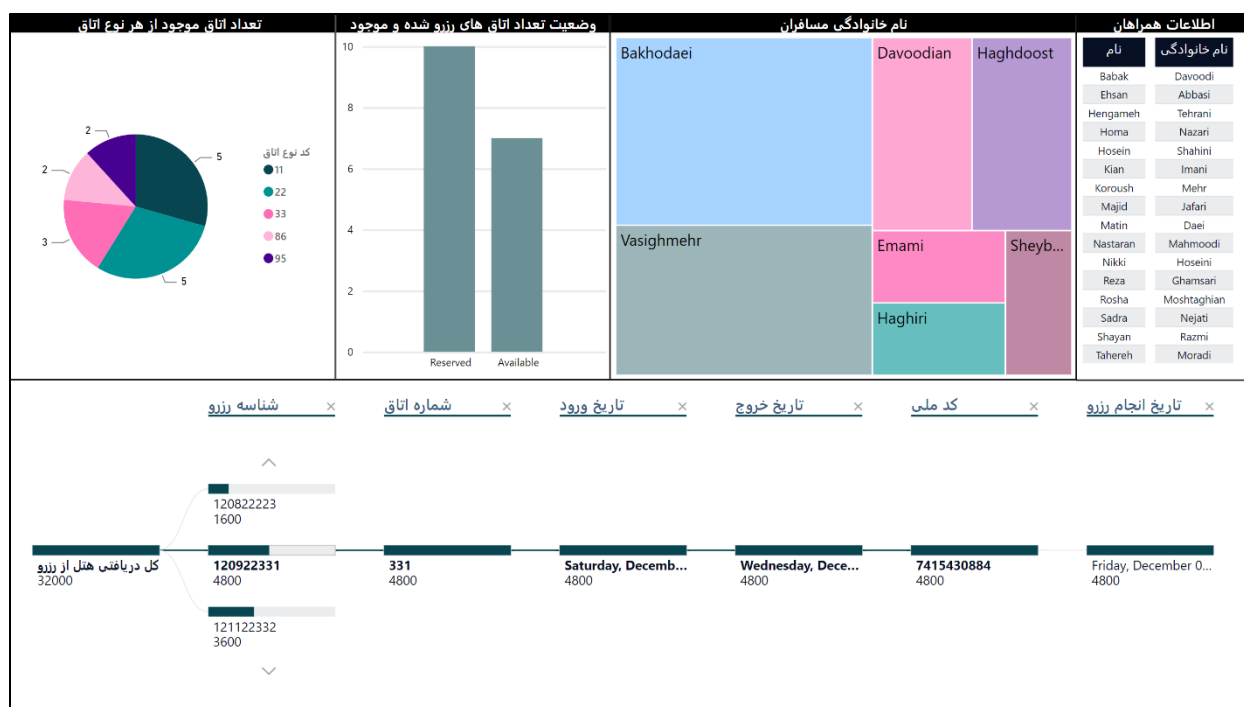 تعداد اتاق موجود از هر نوع اتاق
5
5
3
2
2
کد نوع اتاق
11
22
33
86
95
وضعیت تعداد اتاق های رزرو شده و موجود
10
8
6
4
2
0
Reserved Available
نام خانوادگی مسافران
Bakhodaei
Davoodian
Haghdoost
Vasighmehr
Emami
Sheyb...
Haghiri
اطلاعات همراهان
نام نام خانوادگی
Babak Davoodi
Ehsan Abbasi
Hengameh Tehrani
Homa Nazari
Hosein Shahini
Kian Imani
Koroush Mehr
Majid Jafari
Matin Daei
Nastaran Mahmoodi
Nikki Hoseini
Reza Ghamsari
Rosha Moshtaghian
Sadra Nejati
Shayan Razmi
Tahereh Moradi
شناسه رزرو
شماره اتاق
تاریخ ورود
تاریخ خروج
کد ملی
تاریخ انجام رزرو
120822223
1600
کل دریافتی هتل از رزرو
32000
120922331
4800
331
4800
Saturday, Decemb...
4800
Wednesday, Dece...
4800
7415430884
4800
Friday, December 0...
4800
121122332
3600